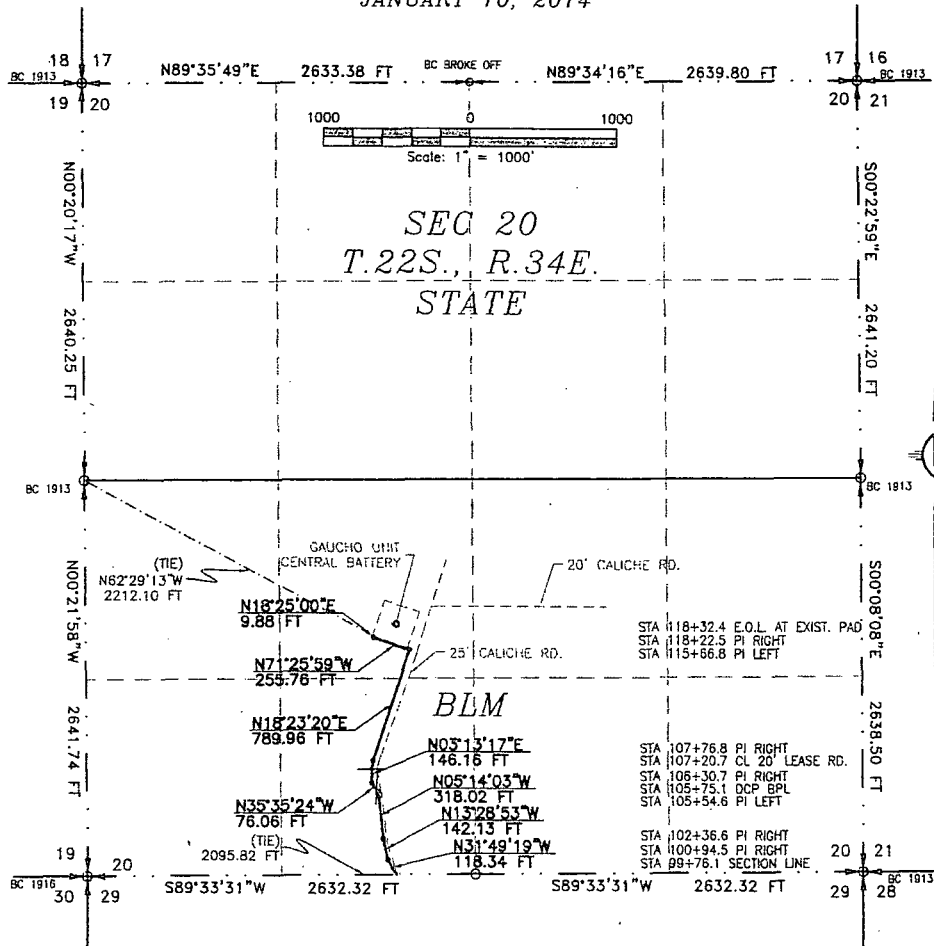 JANUARY 10, 2014
18 17
17 16
BC 1913
N89°35'49"E 2633.38 FT
BC BROKE OFF
N89°34'16"E 2639.80 FT
BC 1913
19 20
20 21
1000 0 1000
Scale: 1" = 1000'
N00°20'17"W 2640.25 FT
S00°22'59"E 2641.20 FT
SEC 20
T.22S., R.34E.
STATE
BC 1913
BC 1913
(TIE)
N62°29'13"W
2212.10 FT
GAUCHO UNIT
CENTRAL BATTERY
20' CALICHE RD.
N18°25'00"E
9.88 FT
25' CALICHE RD.
N71°25'59"W
255.76 FT
STA 118+32.4 E.O.L. AT EXIST. PAD
STA 118+22.5 PI RIGHT
STA 115+66.8 PI LEFT
N00°21'58"W 2641.74 FT
S00°08'08"E 2638.50 FT
BLM
N18°23'20"E
789.96 FT
N03°13'17"E
146.16 FT
N05°14'03"W
318.02 FT
N35°35'24"W
76.06 FT
N13°28'53"W
142.13 FT
N31°49'19"W
118.34 FT
STA 107+76.8 PI RIGHT
STA 107+20.7 CL 20' LEASE RD.
STA 106+30.7 PI RIGHT
STA 105+75.1 DCP BPL
STA 105+54.6 PI LEFT
STA 102+36.6 PI RIGHT
STA 100+94.5 PI RIGHT
STA 99+76.1 SECTION LINE
(TIE)
2095.82 FT
19 20
20 21
BC 1916
S89°33'31"W 2632.32 FT
S89°33'31"W 2632.32 FT
BC 1913
30 29
29 28